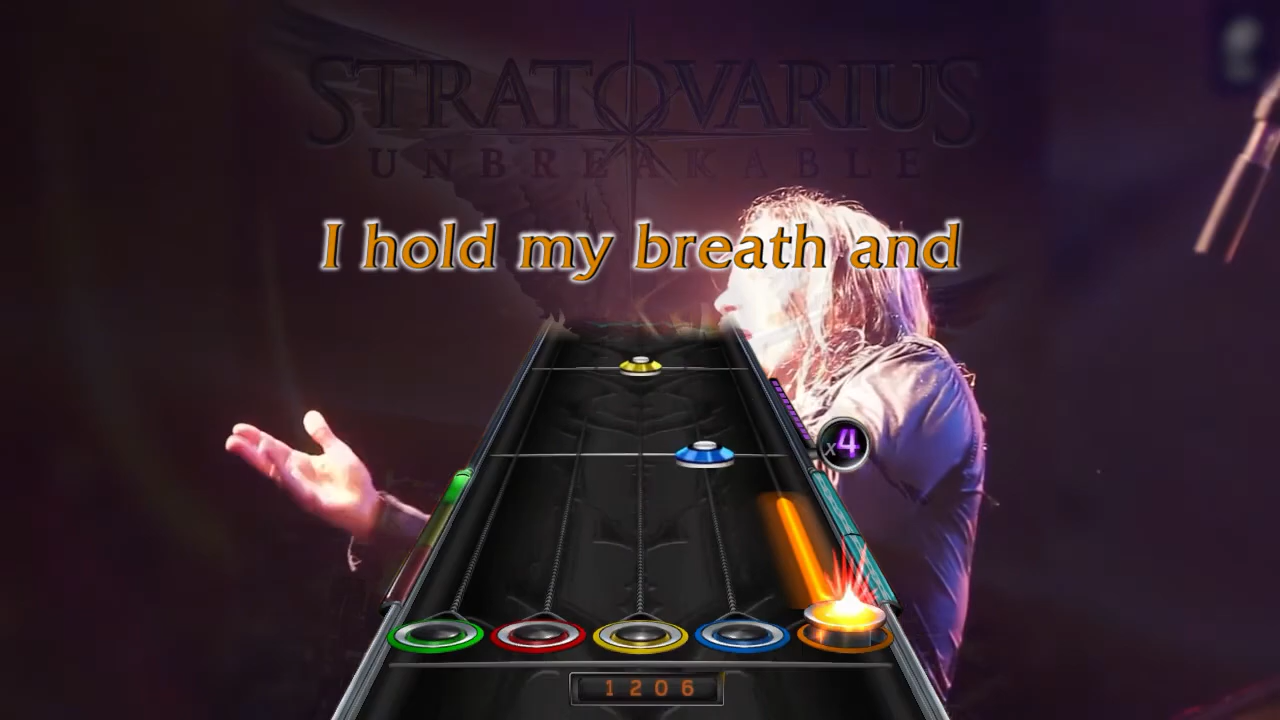 STRATOVARIUS
UNBREAKABLE
I hold my breath and
x4
1206